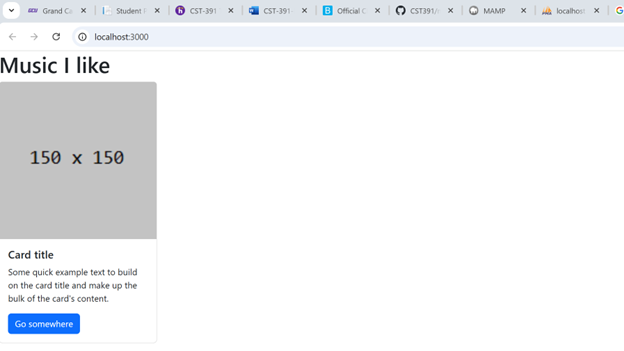 Grand C
Student
CST-391
CST-391
Official
CST391/
MAMP
localhost
localhost:3000
Music I like
150 x 150
Card title
Some quick example text to build
on the card title and make up the
bulk of the card's content.
Go somewhere